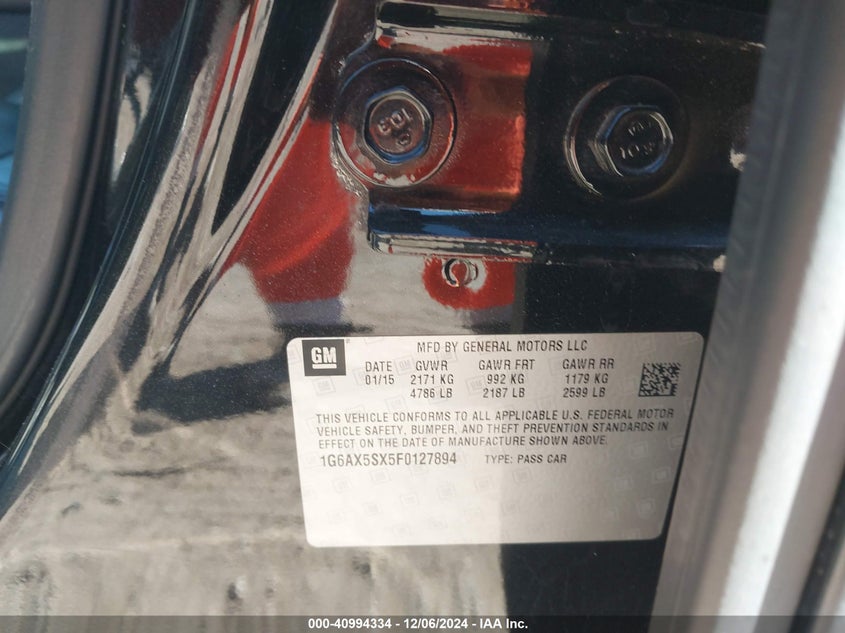 GM
MFD BY GENERAL MOTORS LLC
DATE GVWR GAWR FRT GAWR RR
01/15 2171 KG 992 KG 1179 KG
4786 LB 2187 LB 2599 LB
THIS VEHICLE CONFORMS TO ALL APPLICABLE U.S. FEDERAL MOTOR
VEHICLE SAFETY, BUMPER, AND THEFT PREVENTION STANDARDS IN
EFFECT ON THE DATE OF MANUFACTURE SHOWN ABOVE.
1G6AX5SX5F0127894 TYPE: PASS CAR
000-40994334 - 12/06/2024 - IAA Inc.